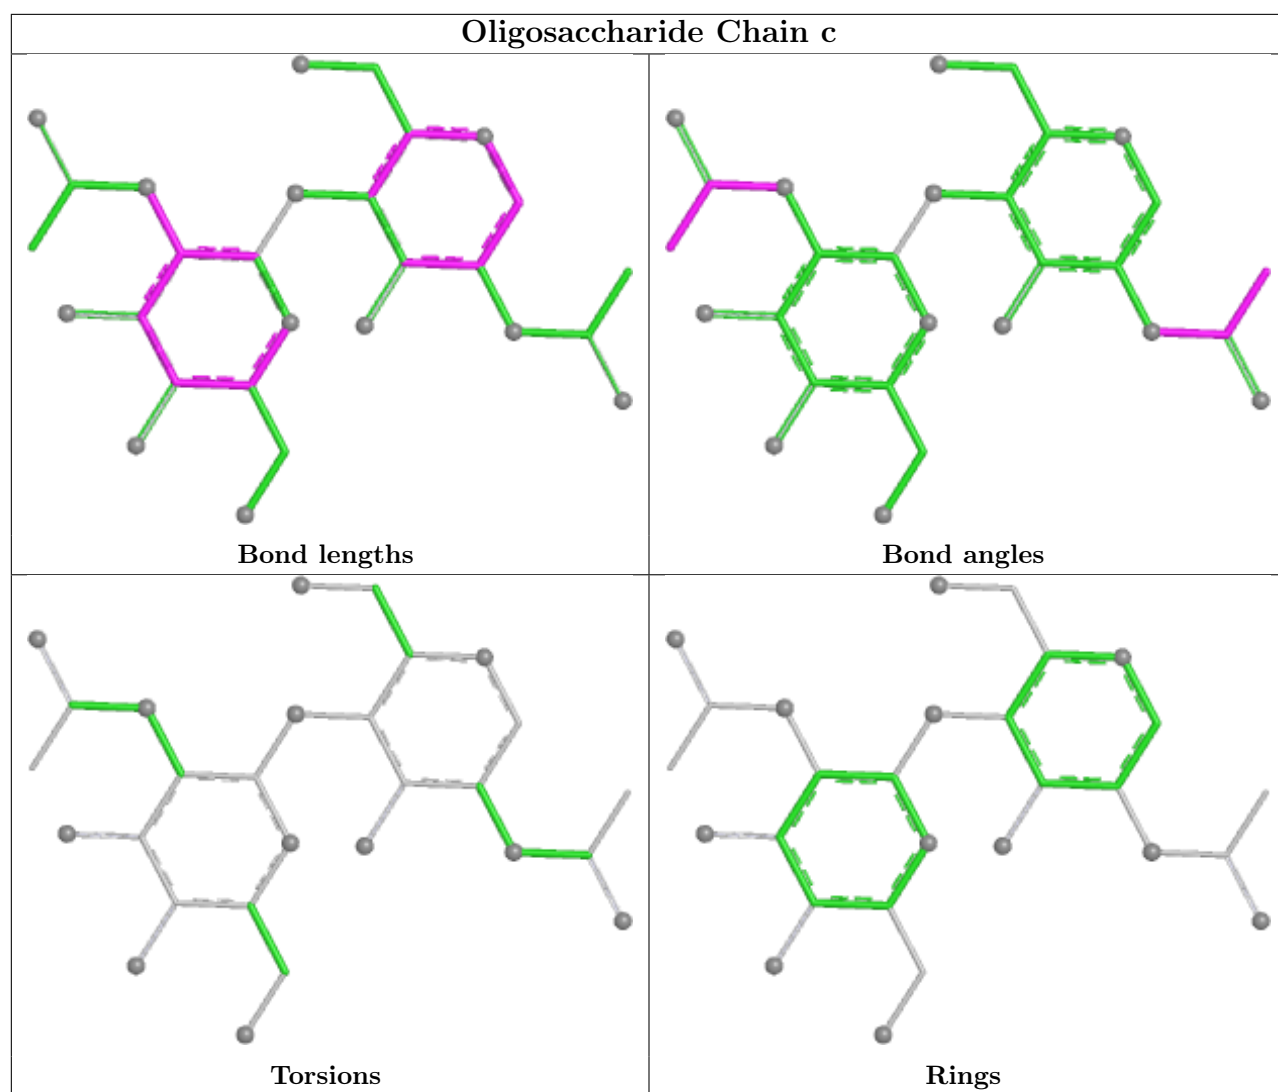 Oligosaccharide Chain c
Bond lengths
Bond angles
Torsions
Rings